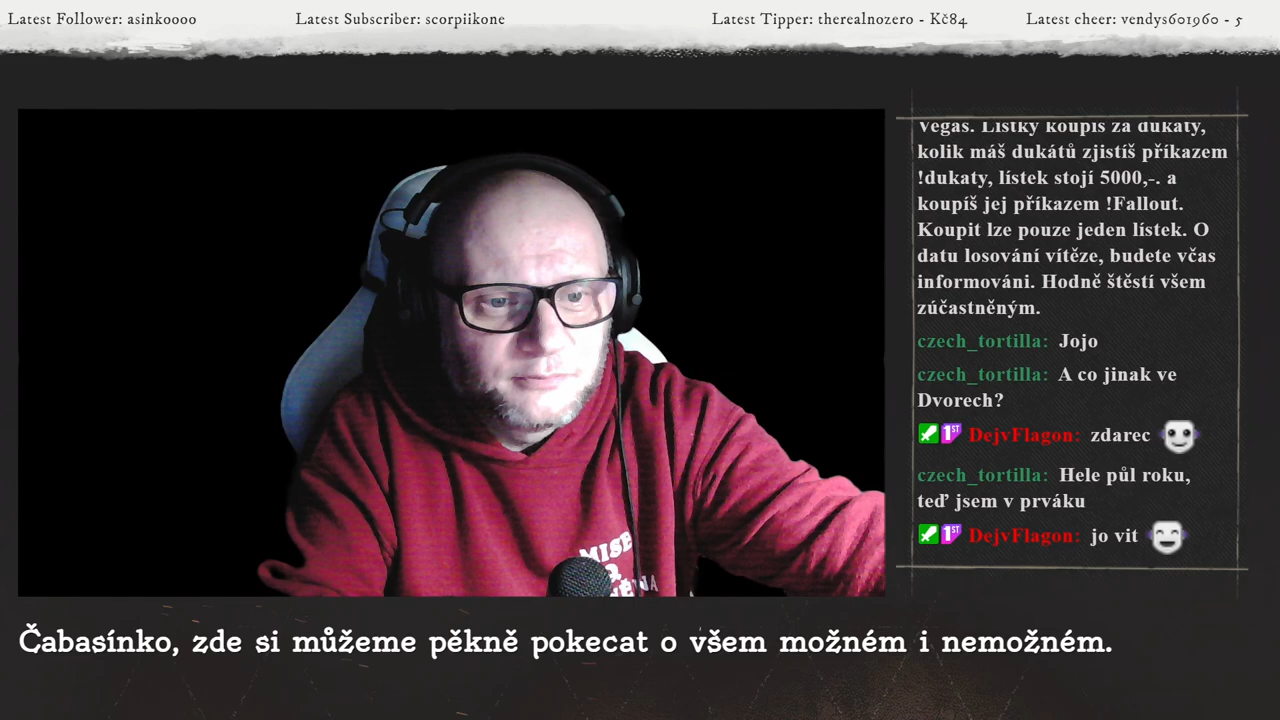 Latest Follower: asinkoooo
Latest Subscriber: scorpiikone
Latest Tipper: therealnozero - Kč84
Latest cheer: vendys601960 - 5
Vegas. Lístky koupíš za dukáty,
kolik máš dukátů zjistíš příkazem
!dukaty, lístek stojí 5000,-. a
koupíš jej příkazem !Fallout.
Koupit lze pouze jeden lístek. O
datu losování vítěze, budete včas
informováni. Hodně štěstí všem
zúčastněným.
czech_tortilla: Jojo
czech_tortilla: A co jinak ve
Dvorech?
1ST DejvFlagon: zdarec
czech_tortilla: Hele půl roku,
teď jsem v prváku
1ST DejvFlagon: jo vit
MISE
Čabasínko, zde si můžeme pěkně pokecat o všem možném i nemožném.